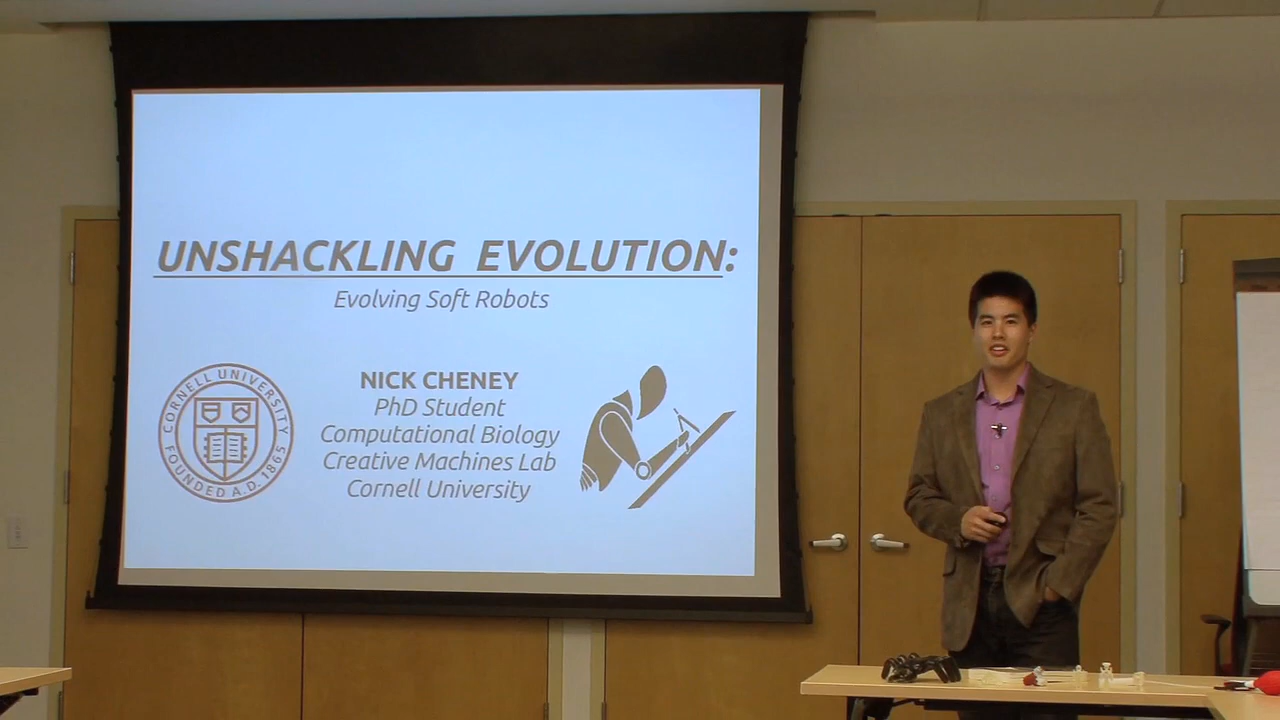 UNSHACKLING EVOLUTION:
Evolving Soft Robots
NICK CHENEY
PhD Student
Computational Biology
Creative Machines Lab
Cornell University
CORNELL UNIVERSITY
FOUNDED A.D. 1865